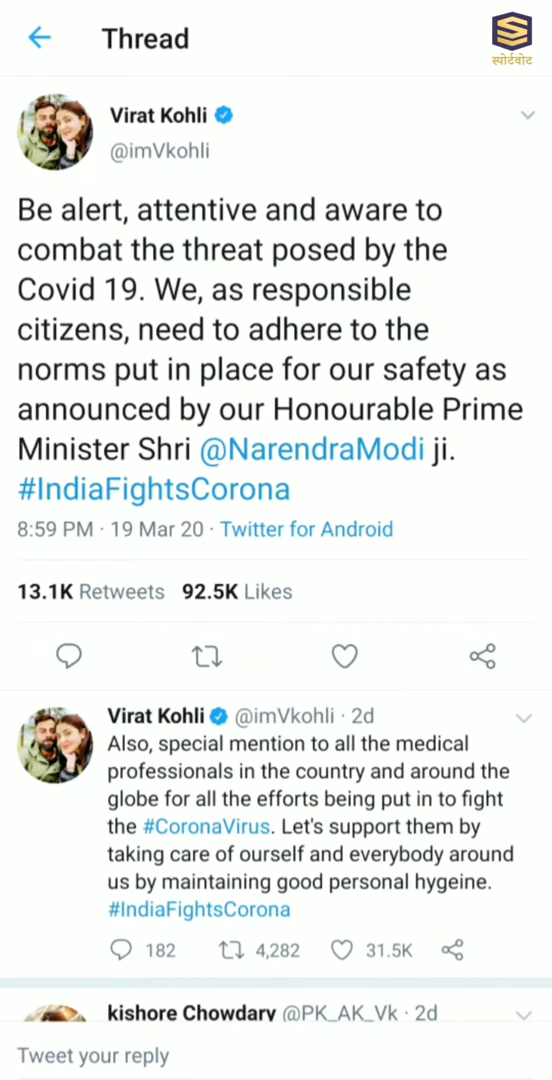 Thread
स्पोर्टवोट
Virat Kohli
@imVkohli
Be alert, attentive and aware to
combat the threat posed by the
Covid 19. We, as responsible
citizens, need to adhere to the
norms put in place for our safety as
announced by our Honourable Prime
Minister Shri @NarendraModi ji.
#IndiaFightsCorona
8:59 PM · 19 Mar 20 · Twitter for Android
13.1K Retweets 92.5K Likes
Virat Kohli @imVkohli · 2d
Also, special mention to all the medical
professionals in the country and around the
globe for all the efforts being put in to fight
the #CoronaVirus. Let's support them by
taking care of ourself and everybody around
us by maintaining good personal hygeine.
#IndiaFightsCorona
182 4,282 31.5K
kishore Chowdary @PK_AK_Vk · 2d
Tweet your reply